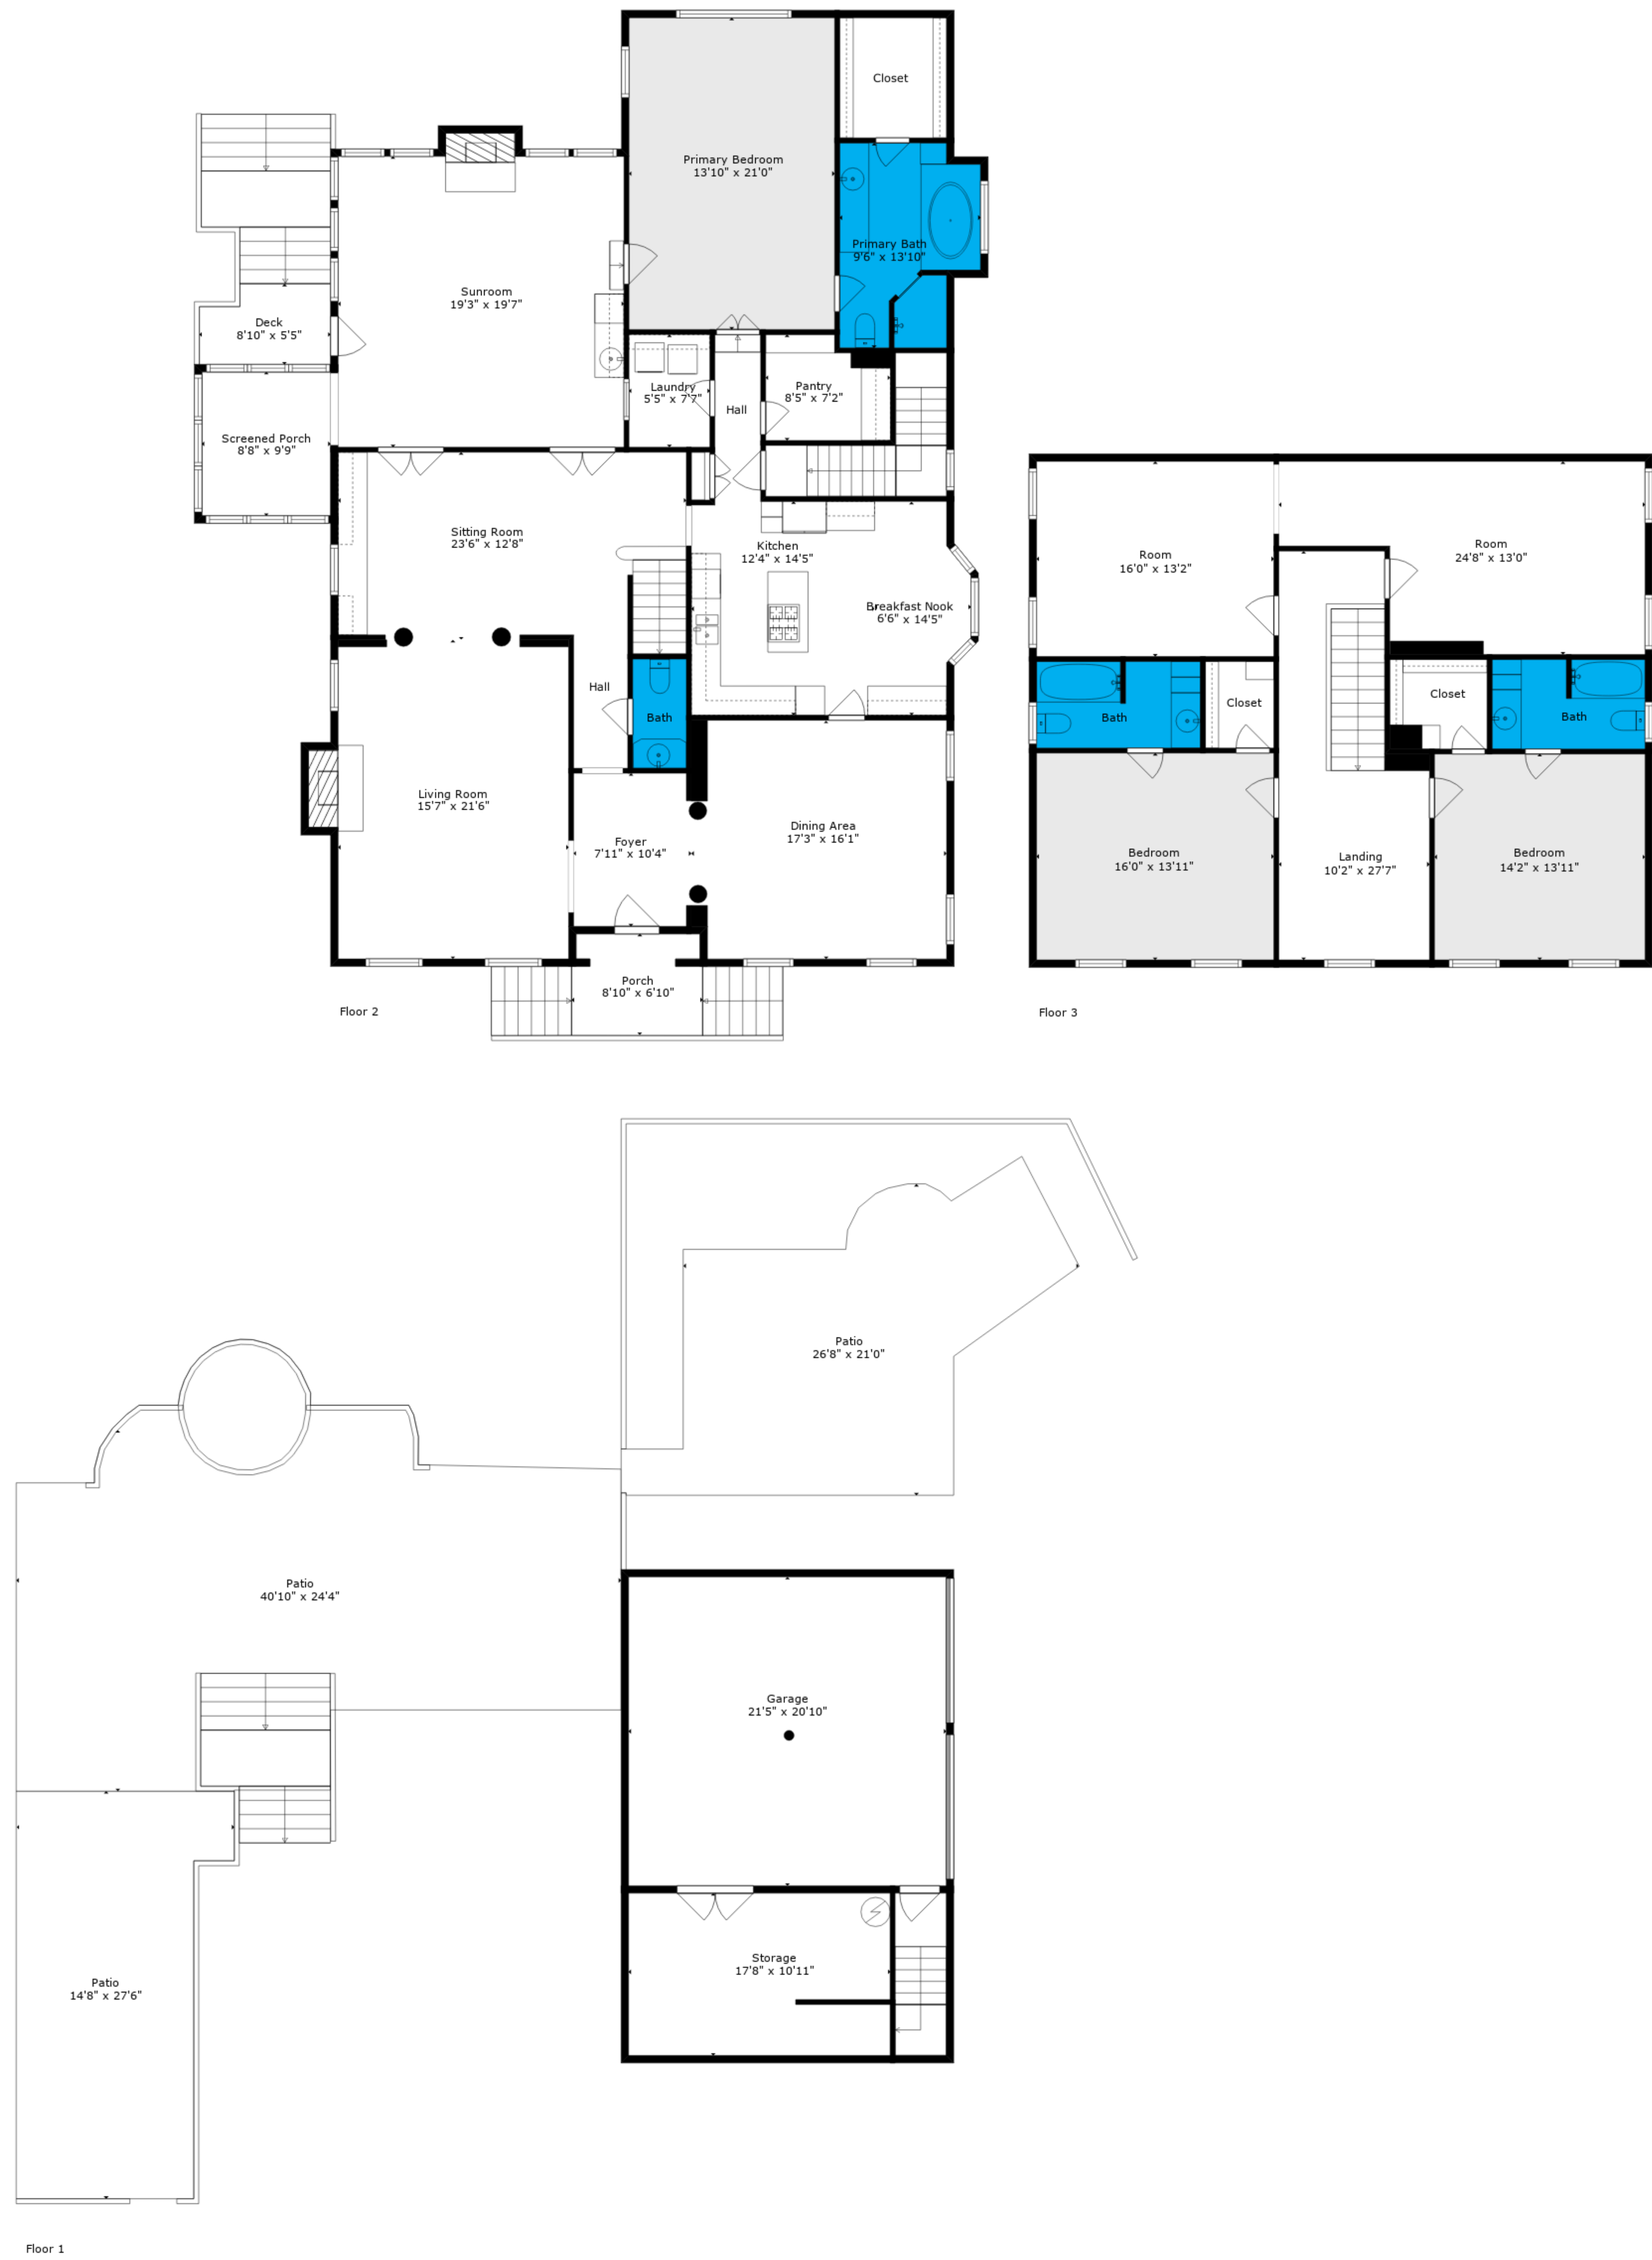 Closet
Primary Bedroom
13'10" x 21'0"
Primary Bath
9'6" x 13'10"
Sunroom
19'3" x 19'7"
Deck
8'10" x 5'5"
Laundry
5'5" x 7'7"
Hall
Pantry
8'5" x 7'2"
Screened Porch
8'8" x 9'9"
Sitting Room
23'6" x 12'8"
Kitchen
12'4" x 14'5"
Breakfast Nook
6'6" x 14'5"
Hall
Bath
Living Room
15'7" x 21'6"
Foyer
7'11" x 10'4"
Dining Area
17'3" x 16'1"
Porch
8'10" x 6'10"
Floor 2
Room
16'0" x 13'2"
Room
24'8" x 13'0"
Bath
Closet
Closet
Bath
Bedroom
16'0" x 13'11"
Landing
10'2" x 27'7"
Bedroom
14'2" x 13'11"
Floor 3
Patio
26'8" x 21'0"
Patio
40'10" x 24'4"
Garage
21'5" x 20'10"
Storage
17'8" x 10'11"
Patio
14'8" x 27'6"
Floor 1